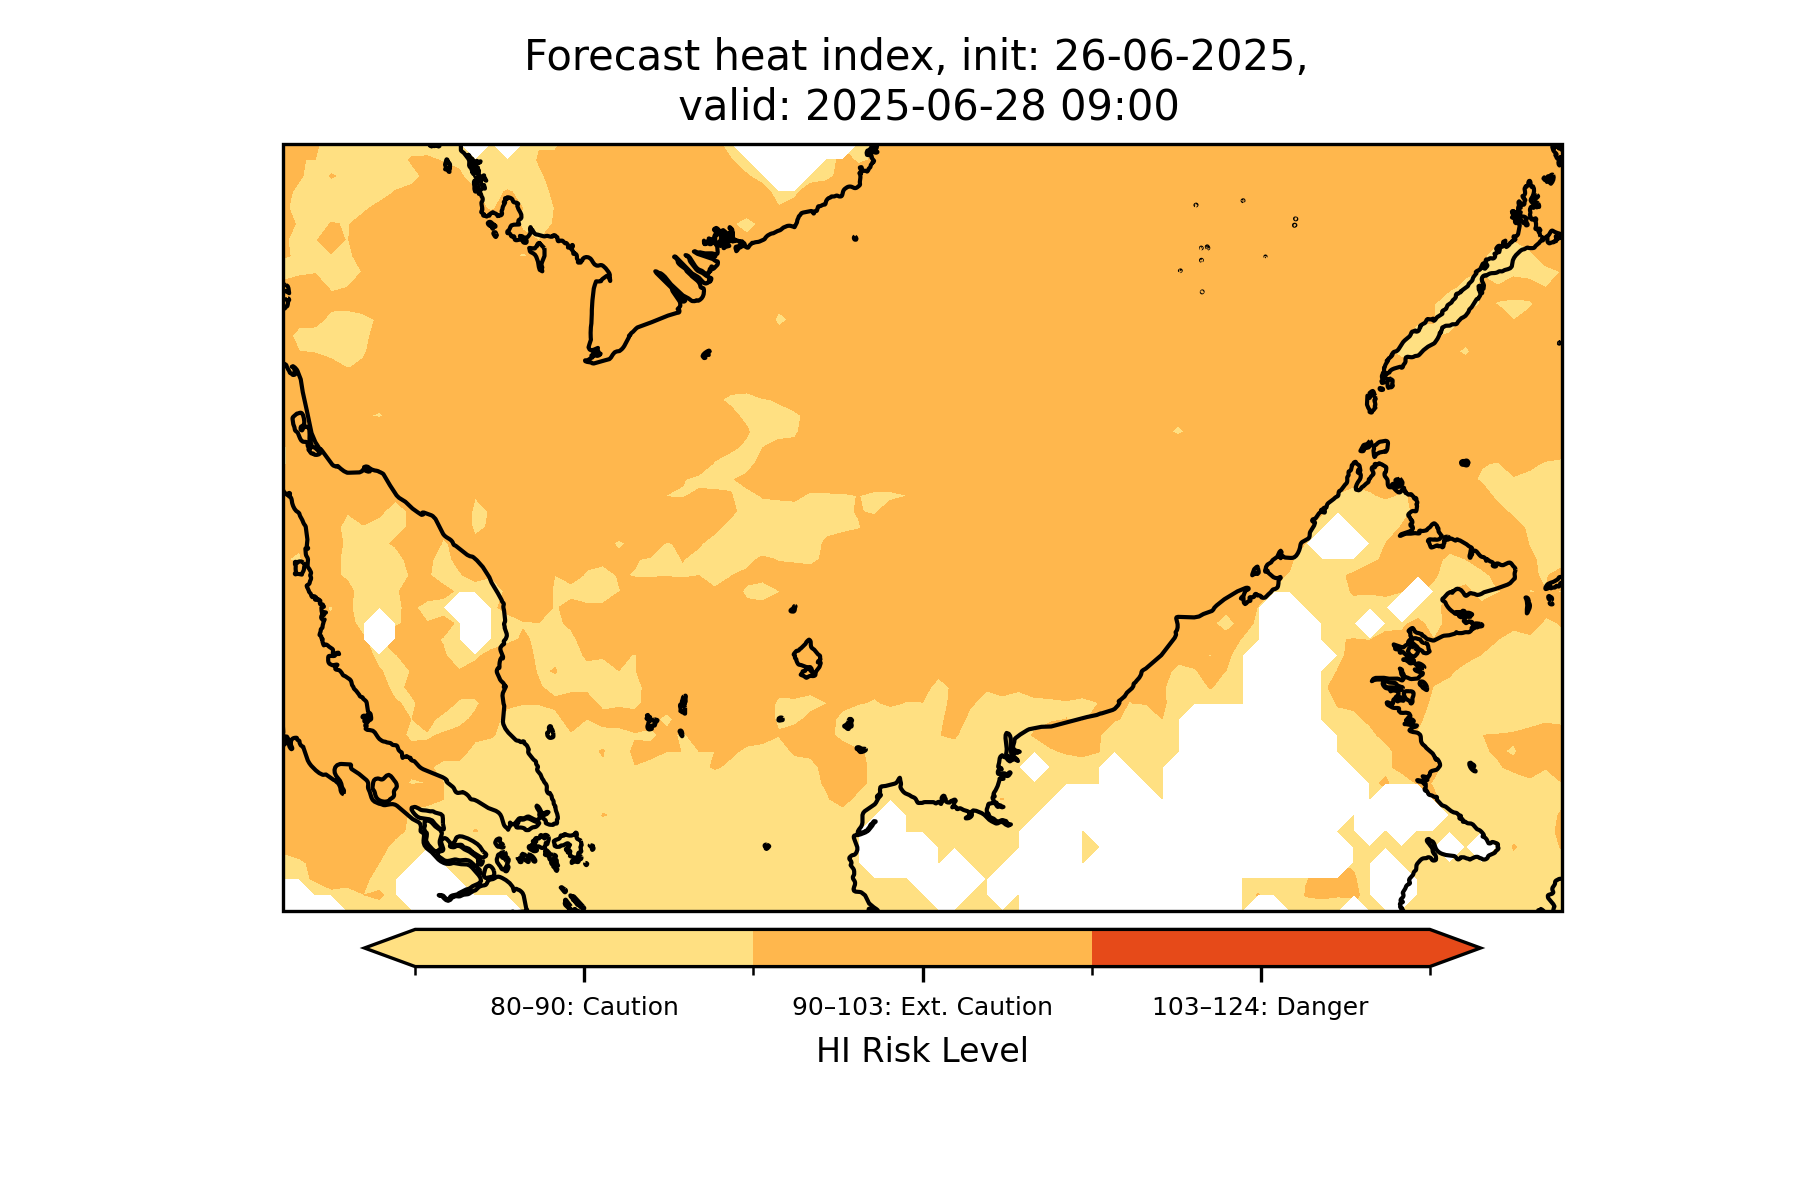 Forecast heat index, init: 26-06-2025,
valid: 2025-06-28 09:00
80–90: Caution
90–103: Ext. Caution
103–124: Danger
HI Risk Level